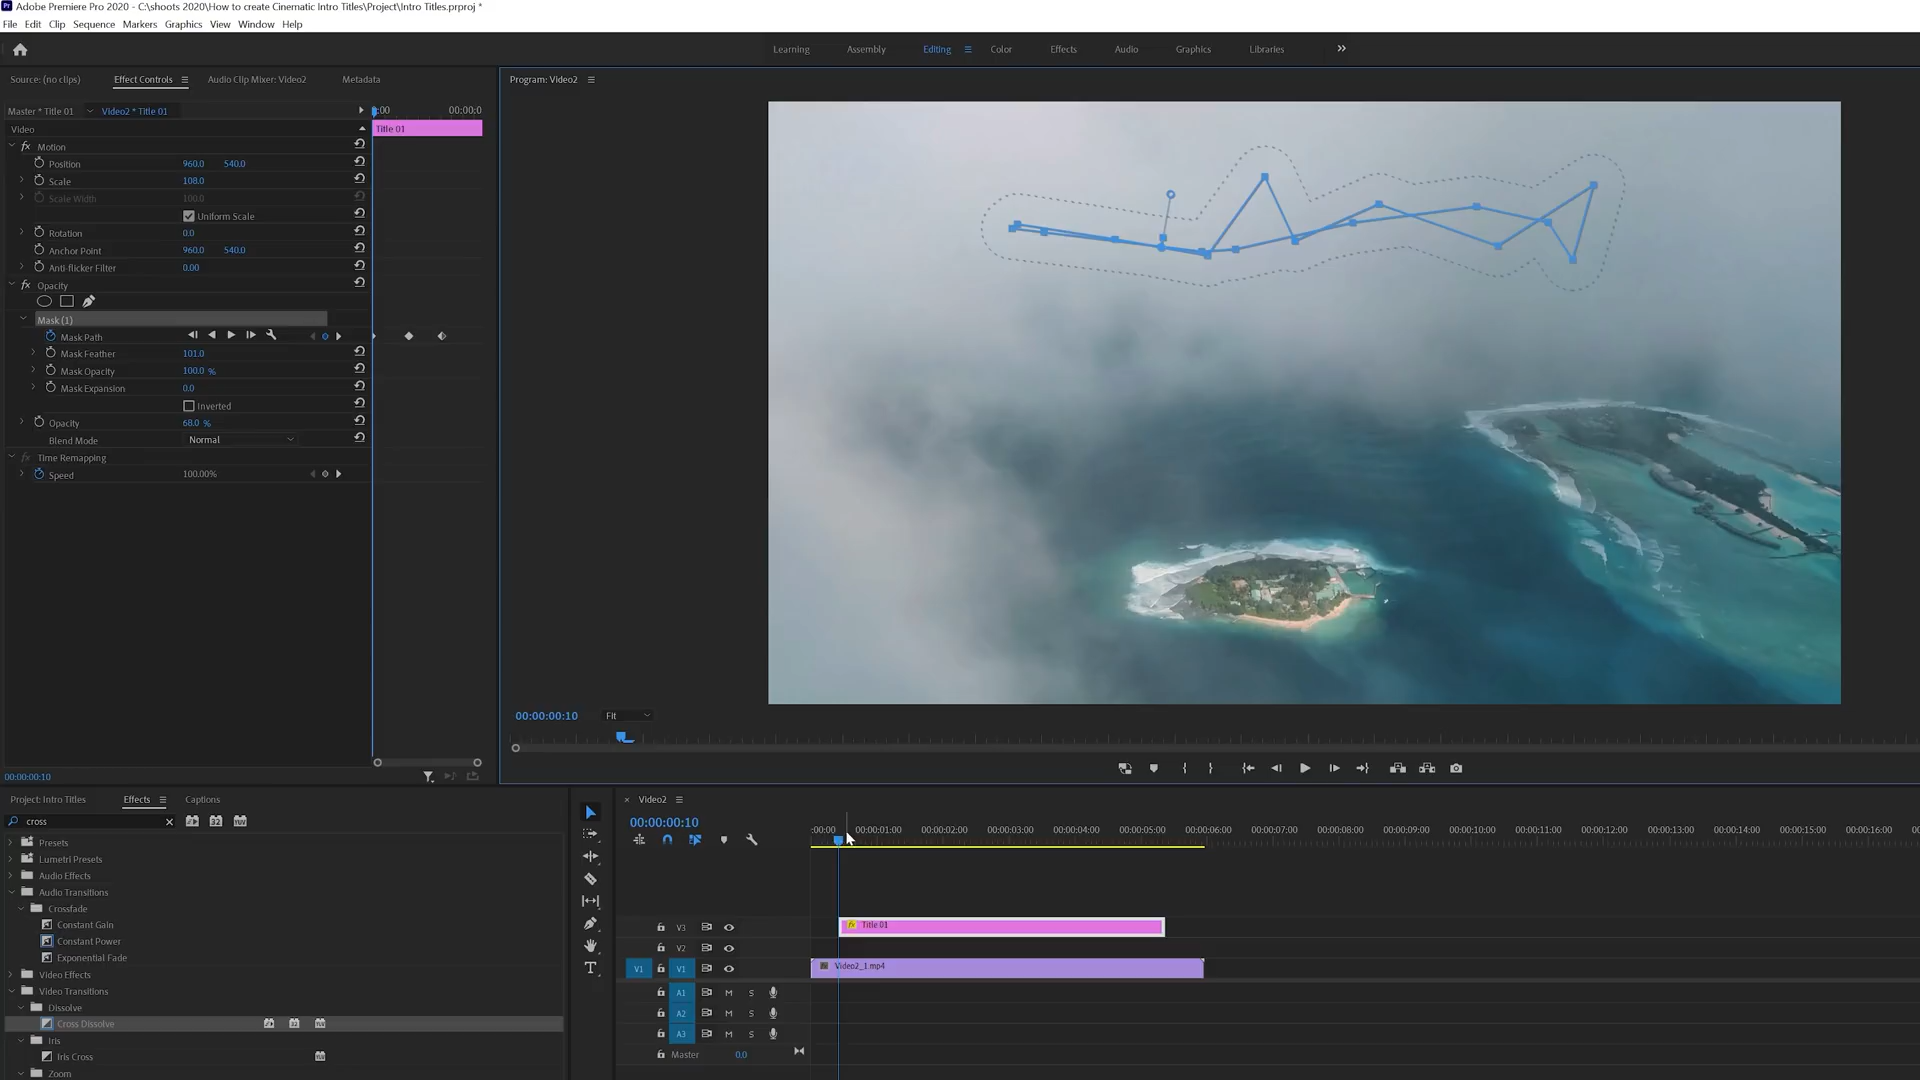 Adobe Premiere Pro 2020 - C:\shoots 2020\How to create Cinematic Intro Titles\Project\Intro Titles.prproj *
File Edit Clip Sequence Markers Graphics View Window Help
Learning Assembly Editing Color Effects Audio Graphics Libraries
Source: (no clips) Effect Controls Audio Clip Mixer: Video2 Metadata
Program: Video2
Master * Title 01 Video2 * Title 01
:00 00:00:0
Video
Title 01
fx Motion
Position 960.0 540.0
Scale 108.0
Scale Width 100.0
Uniform Scale
Rotation 0.0
Anchor Point 960.0 540.0
Anti-flicker Filter 0.00
fx Opacity
Mask (1)
Mask Path
Mask Feather 101.0
Mask Opacity 100.0 %
Mask Expansion 0.0
Inverted
Opacity 68.0 %
Blend Mode Normal
fx Time Remapping
Speed 100.00%
00:00:00:10 Fit
00:00:00:10
Project: Intro Titles Effects Captions
cross
Presets
Lumetri Presets
Audio Effects
Audio Transitions
Crossfade
Constant Gain
Constant Power
Exponential Fade
Video Effects
Video Transitions
Dissolve
Cross Dissolve
Iris
Iris Cross
Zoom
× Video2
00:00:00:10
:00:00 00:00:01:00 00:00:02:00 00:00:03:00 00:00:04:00 00:00:05:00 00:00:06:00 00:00:07:00 00:00:08:00 00:00:09:00 00:00:10:00 00:00:11:00 00:00:12:00 00:00:13:00 00:00:14:00 00:00:15:00 00:00:16:00
V3 fx Title 01
V2
V1 V1 Video2_1.mp4
A1 M S
A2 M S
A3 M S
Master 0.0